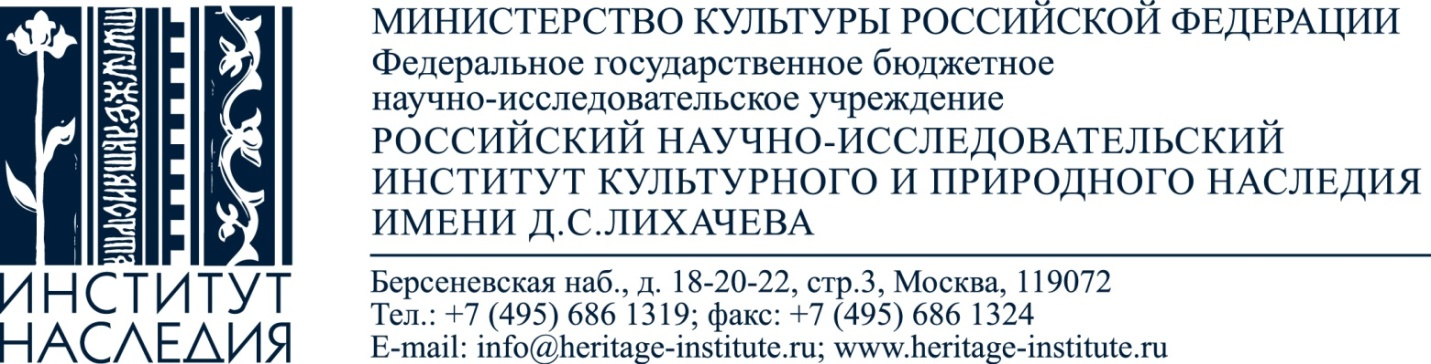 МИНИСТЕРСТВО КУЛЬТУРЫ РОССИЙСКОЙ ФЕДЕРАЦИИ
Федеральное государственное бюджетное
научно-исследовательское учреждение
РОССИЙСКИЙ НАУЧНО-ИССЛЕДОВАТЕЛЬСКИЙ
ИНСТИТУТ КУЛЬТУРНОГО И ПРИРОДНОГО НАСЛЕДИЯ
ИМЕНИ Д.С.ЛИХАЧЕВА
Берсеневская наб., д. 18-20-22, стр.3, Москва, 119072
Тел.: +7 (495) 686 1319; факс: +7 (495) 686 1324
E-mail: info@heritage-institute.ru; www.heritage-institute.ru
ИНСТИТУТ
НАСЛЕДИЯ